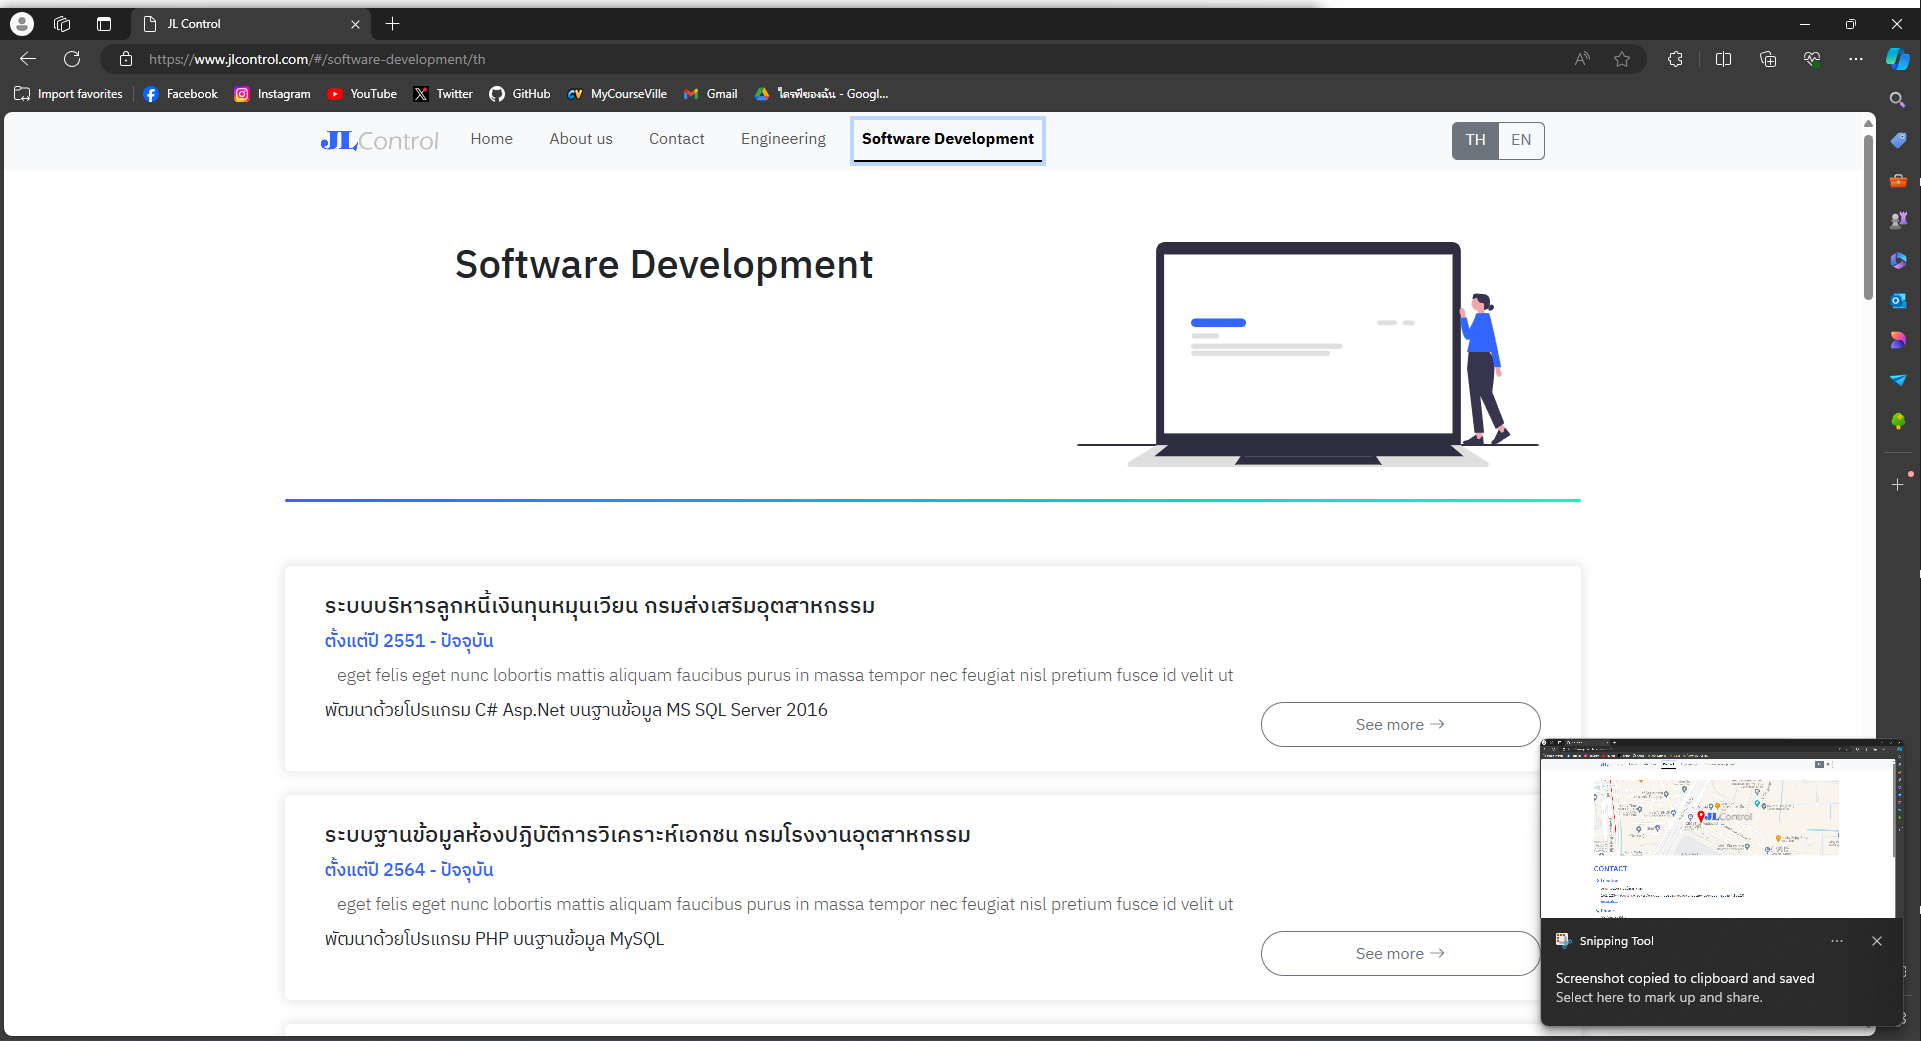 JL Control
https://www.jlcontrol.com/#/software-development/th
Import favorites
Facebook
Instagram
YouTube
Twitter
GitHub
MyCourseVille
Gmail
ไดรฟ์ของฉัน - Googl...
JLControl
Home
About us
Contact
Engineering
Software Development
TH
EN
Software Development
ระบบบริหารลูกหนี้เงินทุนหมุนเวียน กรมส่งเสริมอุตสาหกรรม
ตั้งแต่ปี 2551 - ปัจจุบัน
eget felis eget nunc lobortis mattis aliquam faucibus purus in massa tempor nec feugiat nisl pretium fusce id velit ut
พัฒนาด้วยโปรแกรม C# Asp.Net บนฐานข้อมูล MS SQL Server 2016
See more →
ระบบฐานข้อมูลห้องปฏิบัติการวิเคราะห์เอกชน กรมโรงงานอุตสาหกรรม
ตั้งแต่ปี 2564 - ปัจจุบัน
eget felis eget nunc lobortis mattis aliquam faucibus purus in massa tempor nec feugiat nisl pretium fusce id velit ut
พัฒนาด้วยโปรแกรม PHP บนฐานข้อมูล MySQL
See more →
JLControl
CONTACT
Snipping Tool
Screenshot copied to clipboard and saved
Select here to mark up and share.